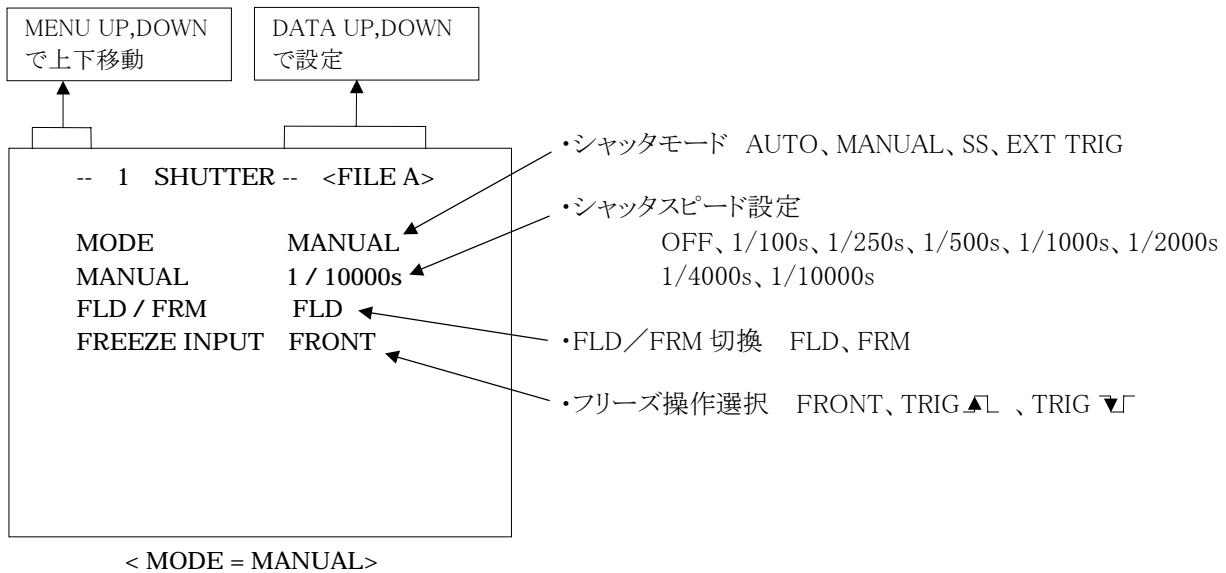 MENU UP,DOWN
で上下移動
DATA UP,DOWN
で設定
-- 1 SHUTTER -- <FILE A>
MODE MANUAL
MANUAL 1 / 10000s
FLD / FRM FLD
FREEZE INPUT FRONT
・シャッタモード AUTO、MANUAL、SS、EXT TRIG
・シャッタスピード設定
OFF、1/100s、1/250s、1/500s、1/1000s、1/2000s
1/4000s、1/10000s
・FLD／FRM 切換 FLD、FRM
・フリーズ操作選択 FRONT、TRIG 、TRIG
< MODE = MANUAL>